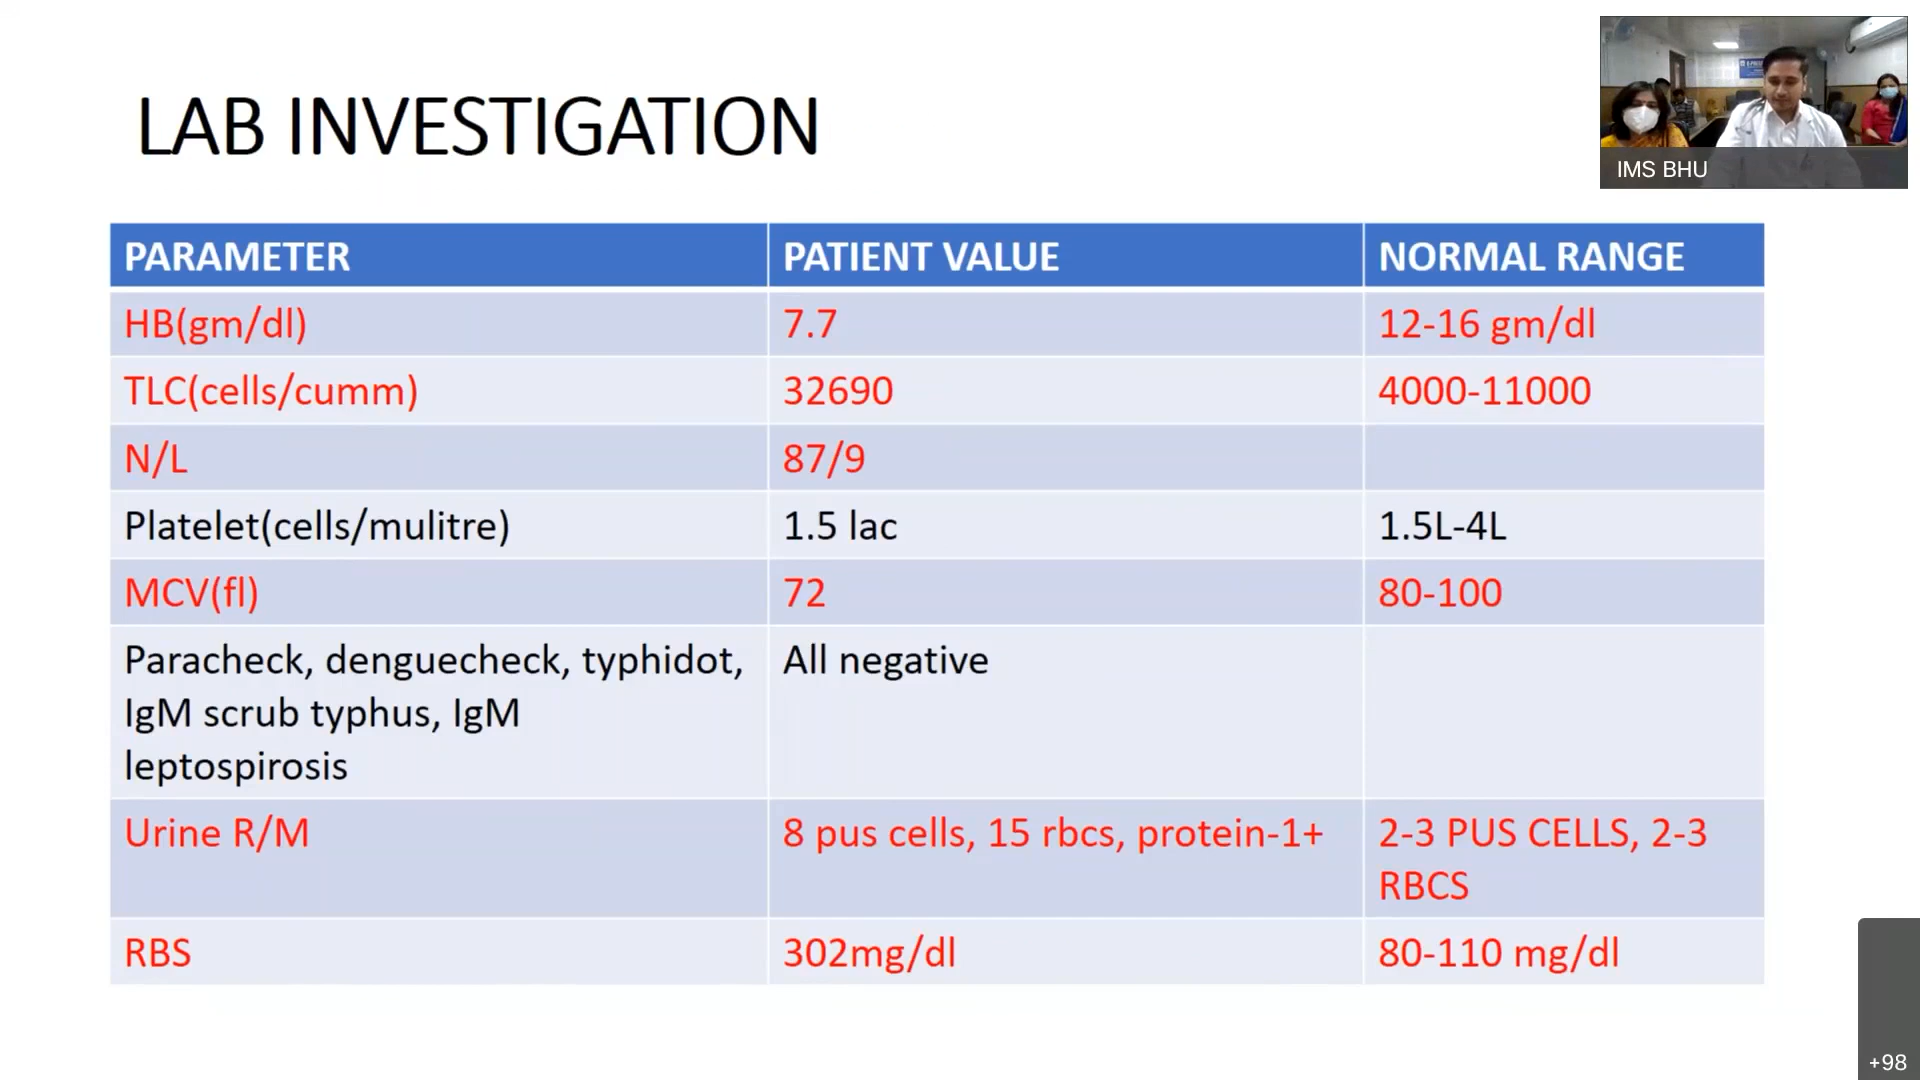 LAB INVESTIGATION
IMS BHU
PARAMETER PATIENT VALUE NORMAL RANGE
HB(gm/dl) 7.7 12-16 gm/dl
TLC(cells/cumm) 32690 4000-11000
N/L 87/9
Platelet(cells/mulitre) 1.5 lac 1.5L-4L
MCV(fl) 72 80-100
Paracheck, denguecheck, typhidot, All negative
IgM scrub typhus, IgM
leptospirosis
Urine R/M 8 pus cells, 15 rbcs, protein-1+ 2-3 PUS CELLS, 2-3
RBCS
RBS 302mg/dl 80-110 mg/dl
+98